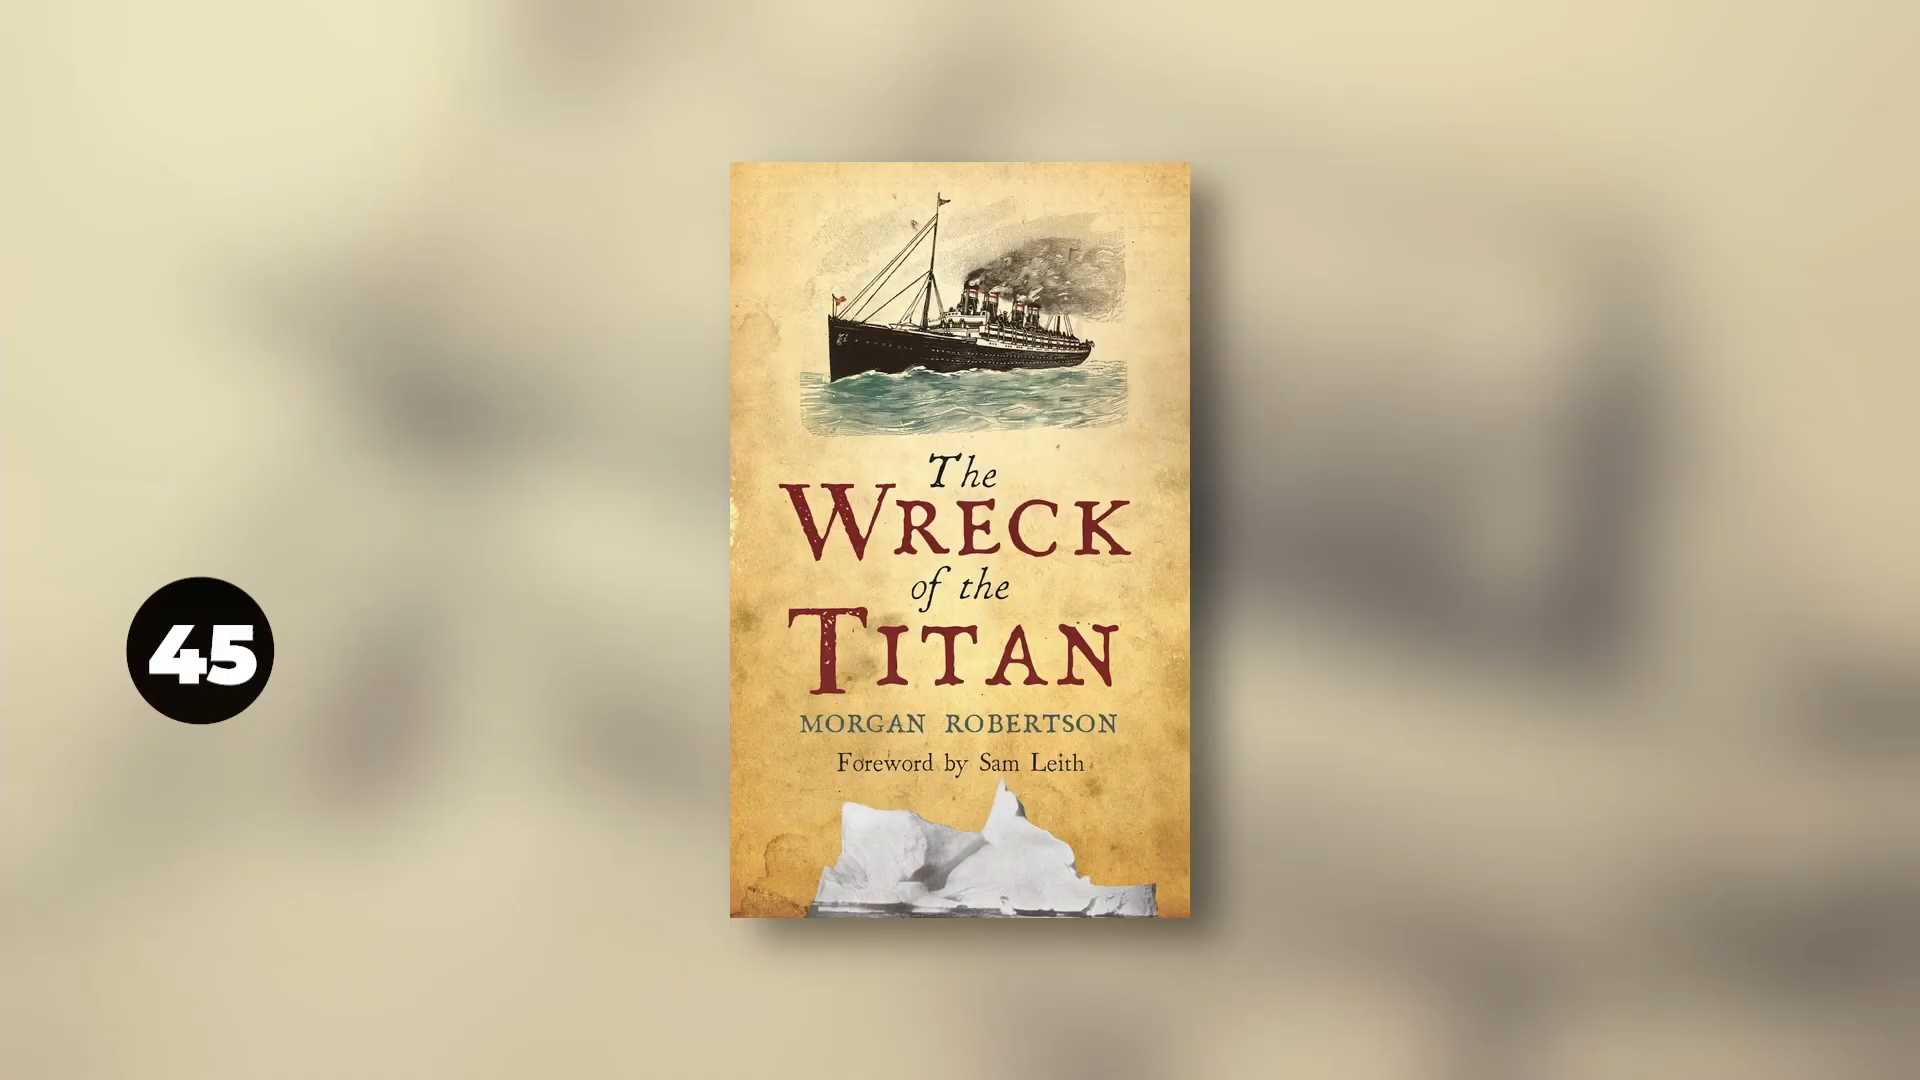 45
The
WRECK
of the
TITAN
MORGAN ROBERTSON
Foreword by Sam Leith